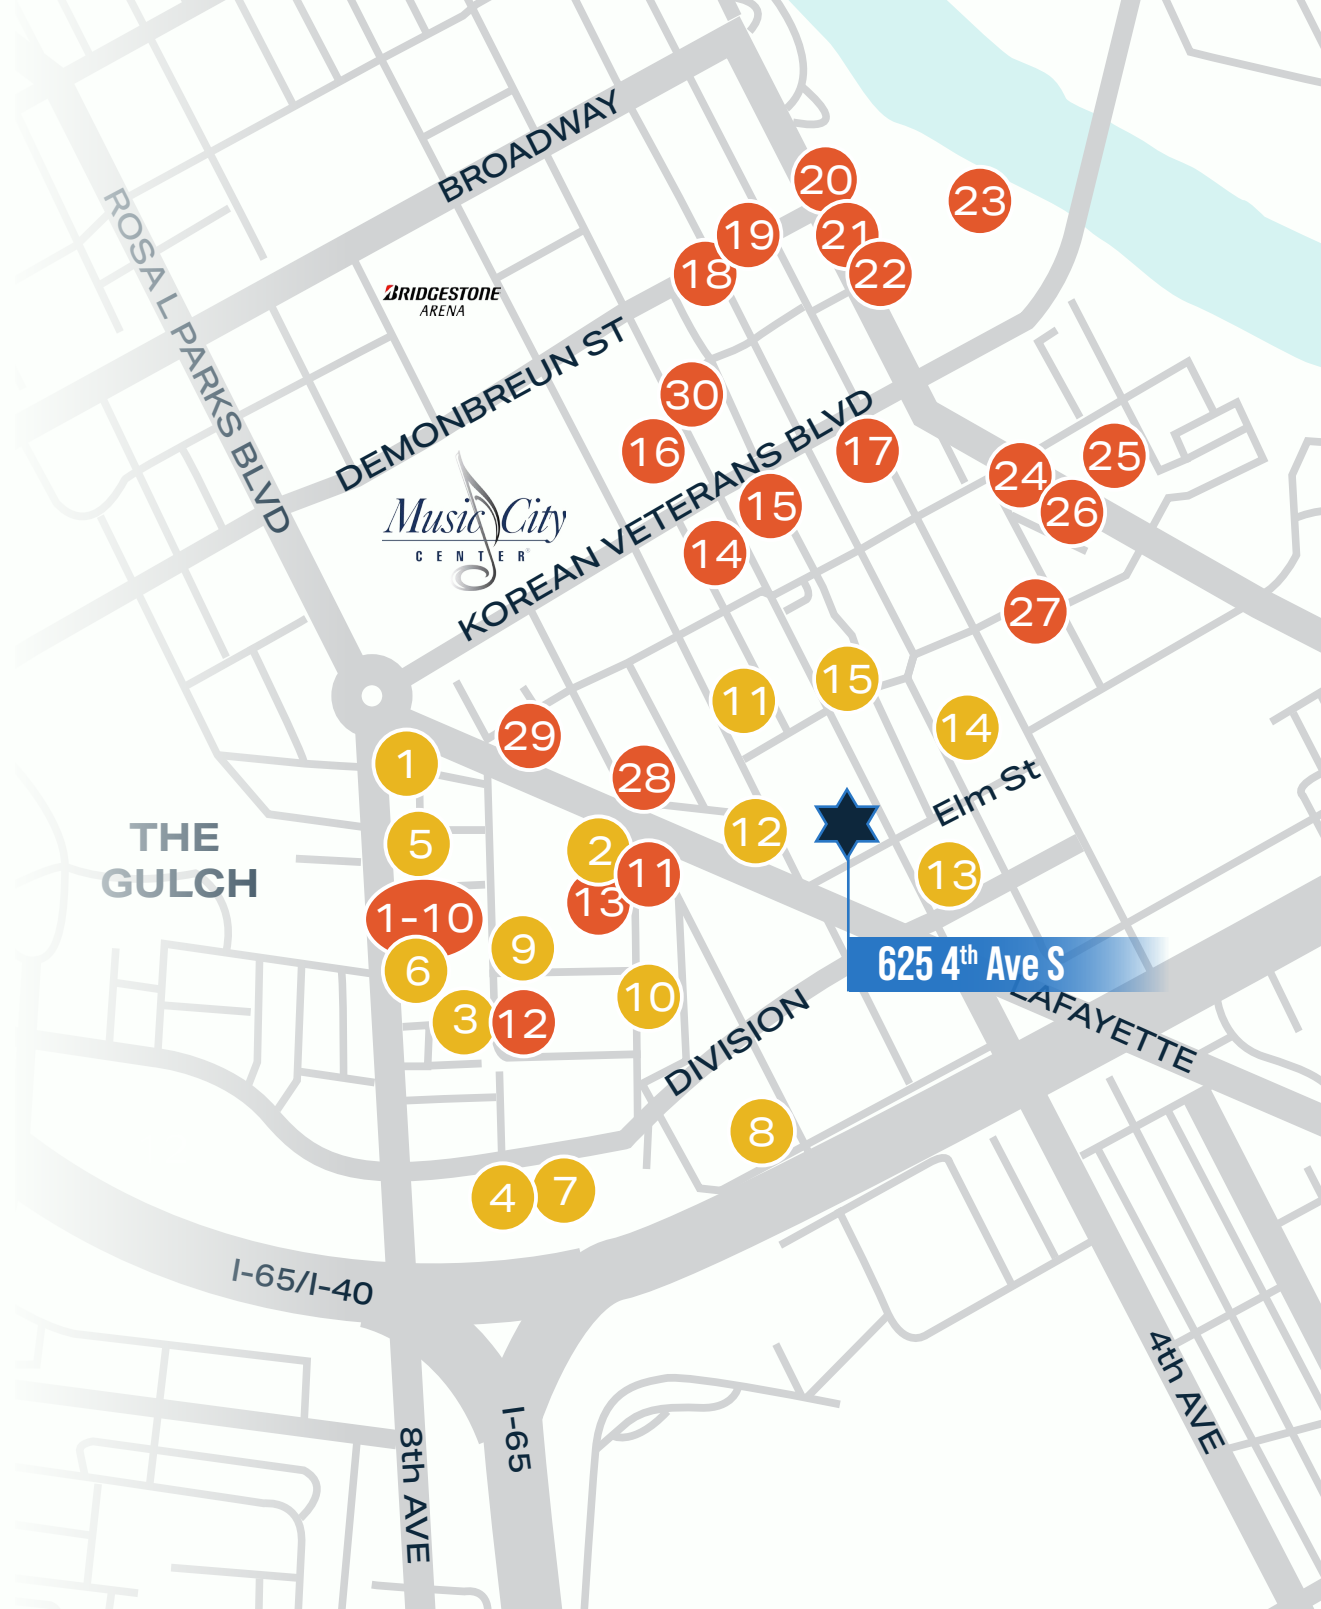 BROADWAY
20
23
19
21
18
22
ROSA L PARKS BLVD
BRIDGESTONE
ARENA
DEMONBREUN ST
30
KOREAN VETERANS BLVD
16
17
25
24
Music City
CENTER
15
26
14
27
15
11
14
29
1
28
Elm St
12
THE
GULCH
5
2
11
13
13
1-10
9
6
625 4th Ave S
10
3
12
DIVISION
LAFAYETTE
8
4
7
I-65/I-40
4th AVE
I-65
8th AVE